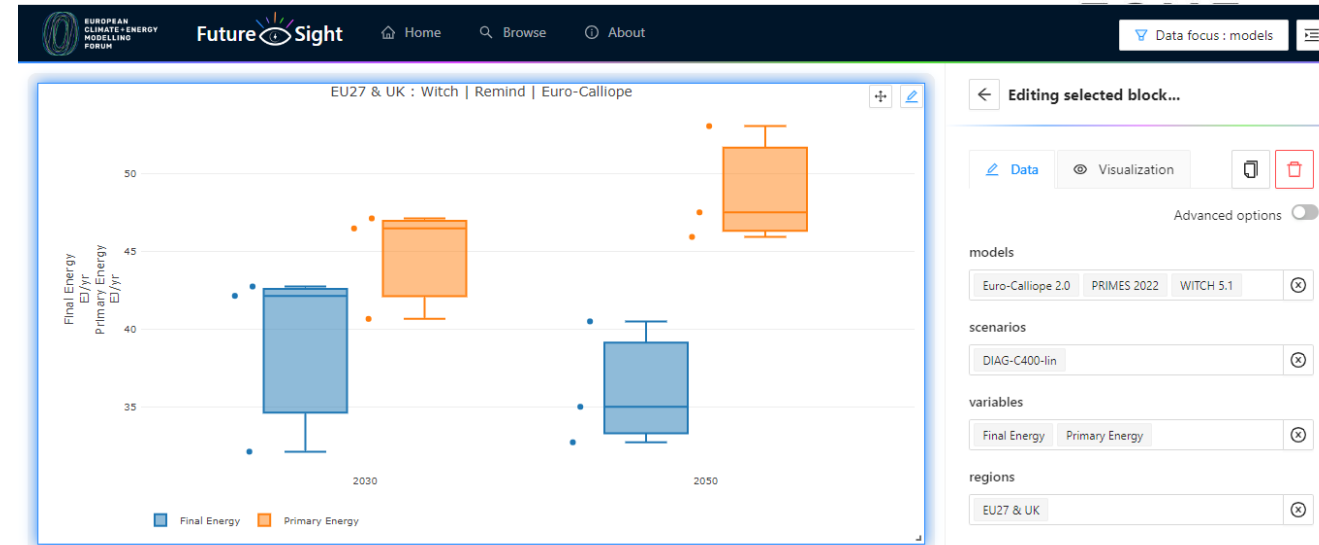 EUROPEAN
CLIMATE+ENERGY
MODELLING
FORUM
FutureSight
Home
Browse
About
Data focus : models
EU27 & UK : Witch | Remind | Euro-Calliope
50
45
40
35
Final Energy
EJ/yr
Primary Energy
EJ/yr
2030
2050
Final Energy
Primary Energy
Editing selected block...
Data
Visualization
Advanced options
models
Euro-Calliope 2.0 PRIMES 2022 WITCH 5.1
scenarios
DIAG-C400-lin
variables
Final Energy Primary Energy
regions
EU27 & UK